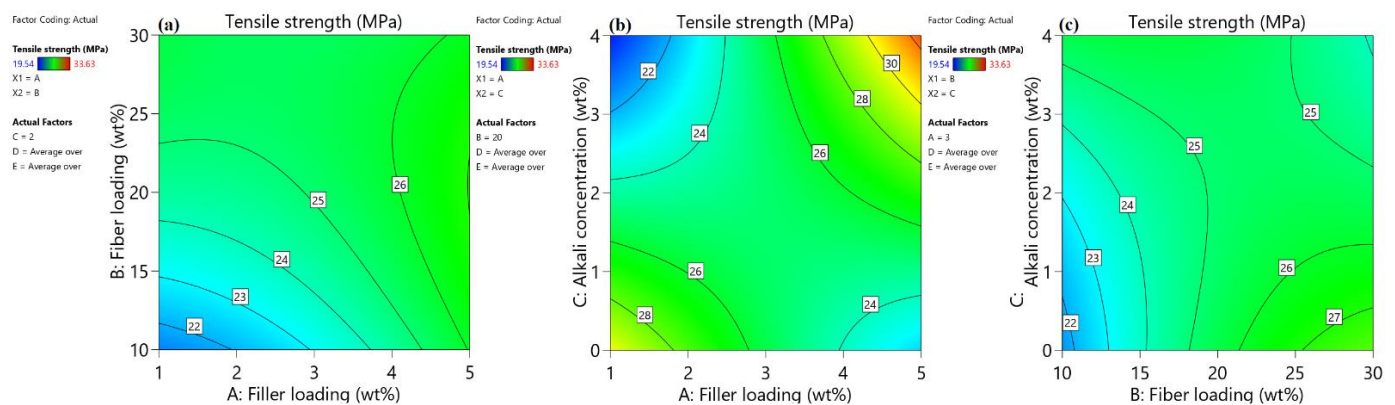 Factor Coding: Actual
(a)
Tensile strength (MPa)
Tensile strength (MPa)
19.54 33.63
X1 = A
X2 = B
Actual Factors
C = 2
D = Average over
E = Average over
B: Fiber loading (wt%)
30
25
20
15
10
26
25
24
23
22
1 2 3 4 5
A: Filler loading (wt%)
Factor Coding: Actual
(b)
Tensile strength (MPa)
Tensile strength (MPa)
19.54 33.63
X1 = A
X2 = C
Actual Factors
B = 20
D = Average over
E = Average over
C: Alkali concentration (wt%)
4
3
2
1
0
22
30
28
24
26
26
28
24
1 2 3 4 5
A: Filler loading (wt%)
Factor Coding: Actual
(c)
Tensile strength (MPa)
Tensile strength (MPa)
19.54 33.63
X1 = B
X2 = C
Actual Factors
A = 3
D = Average over
E = Average over
C: Alkali concentration (wt%)
4
3
2
1
0
25
25
24
23
26
22
27
10 15 20 25 30
B: Fiber loading (wt%)